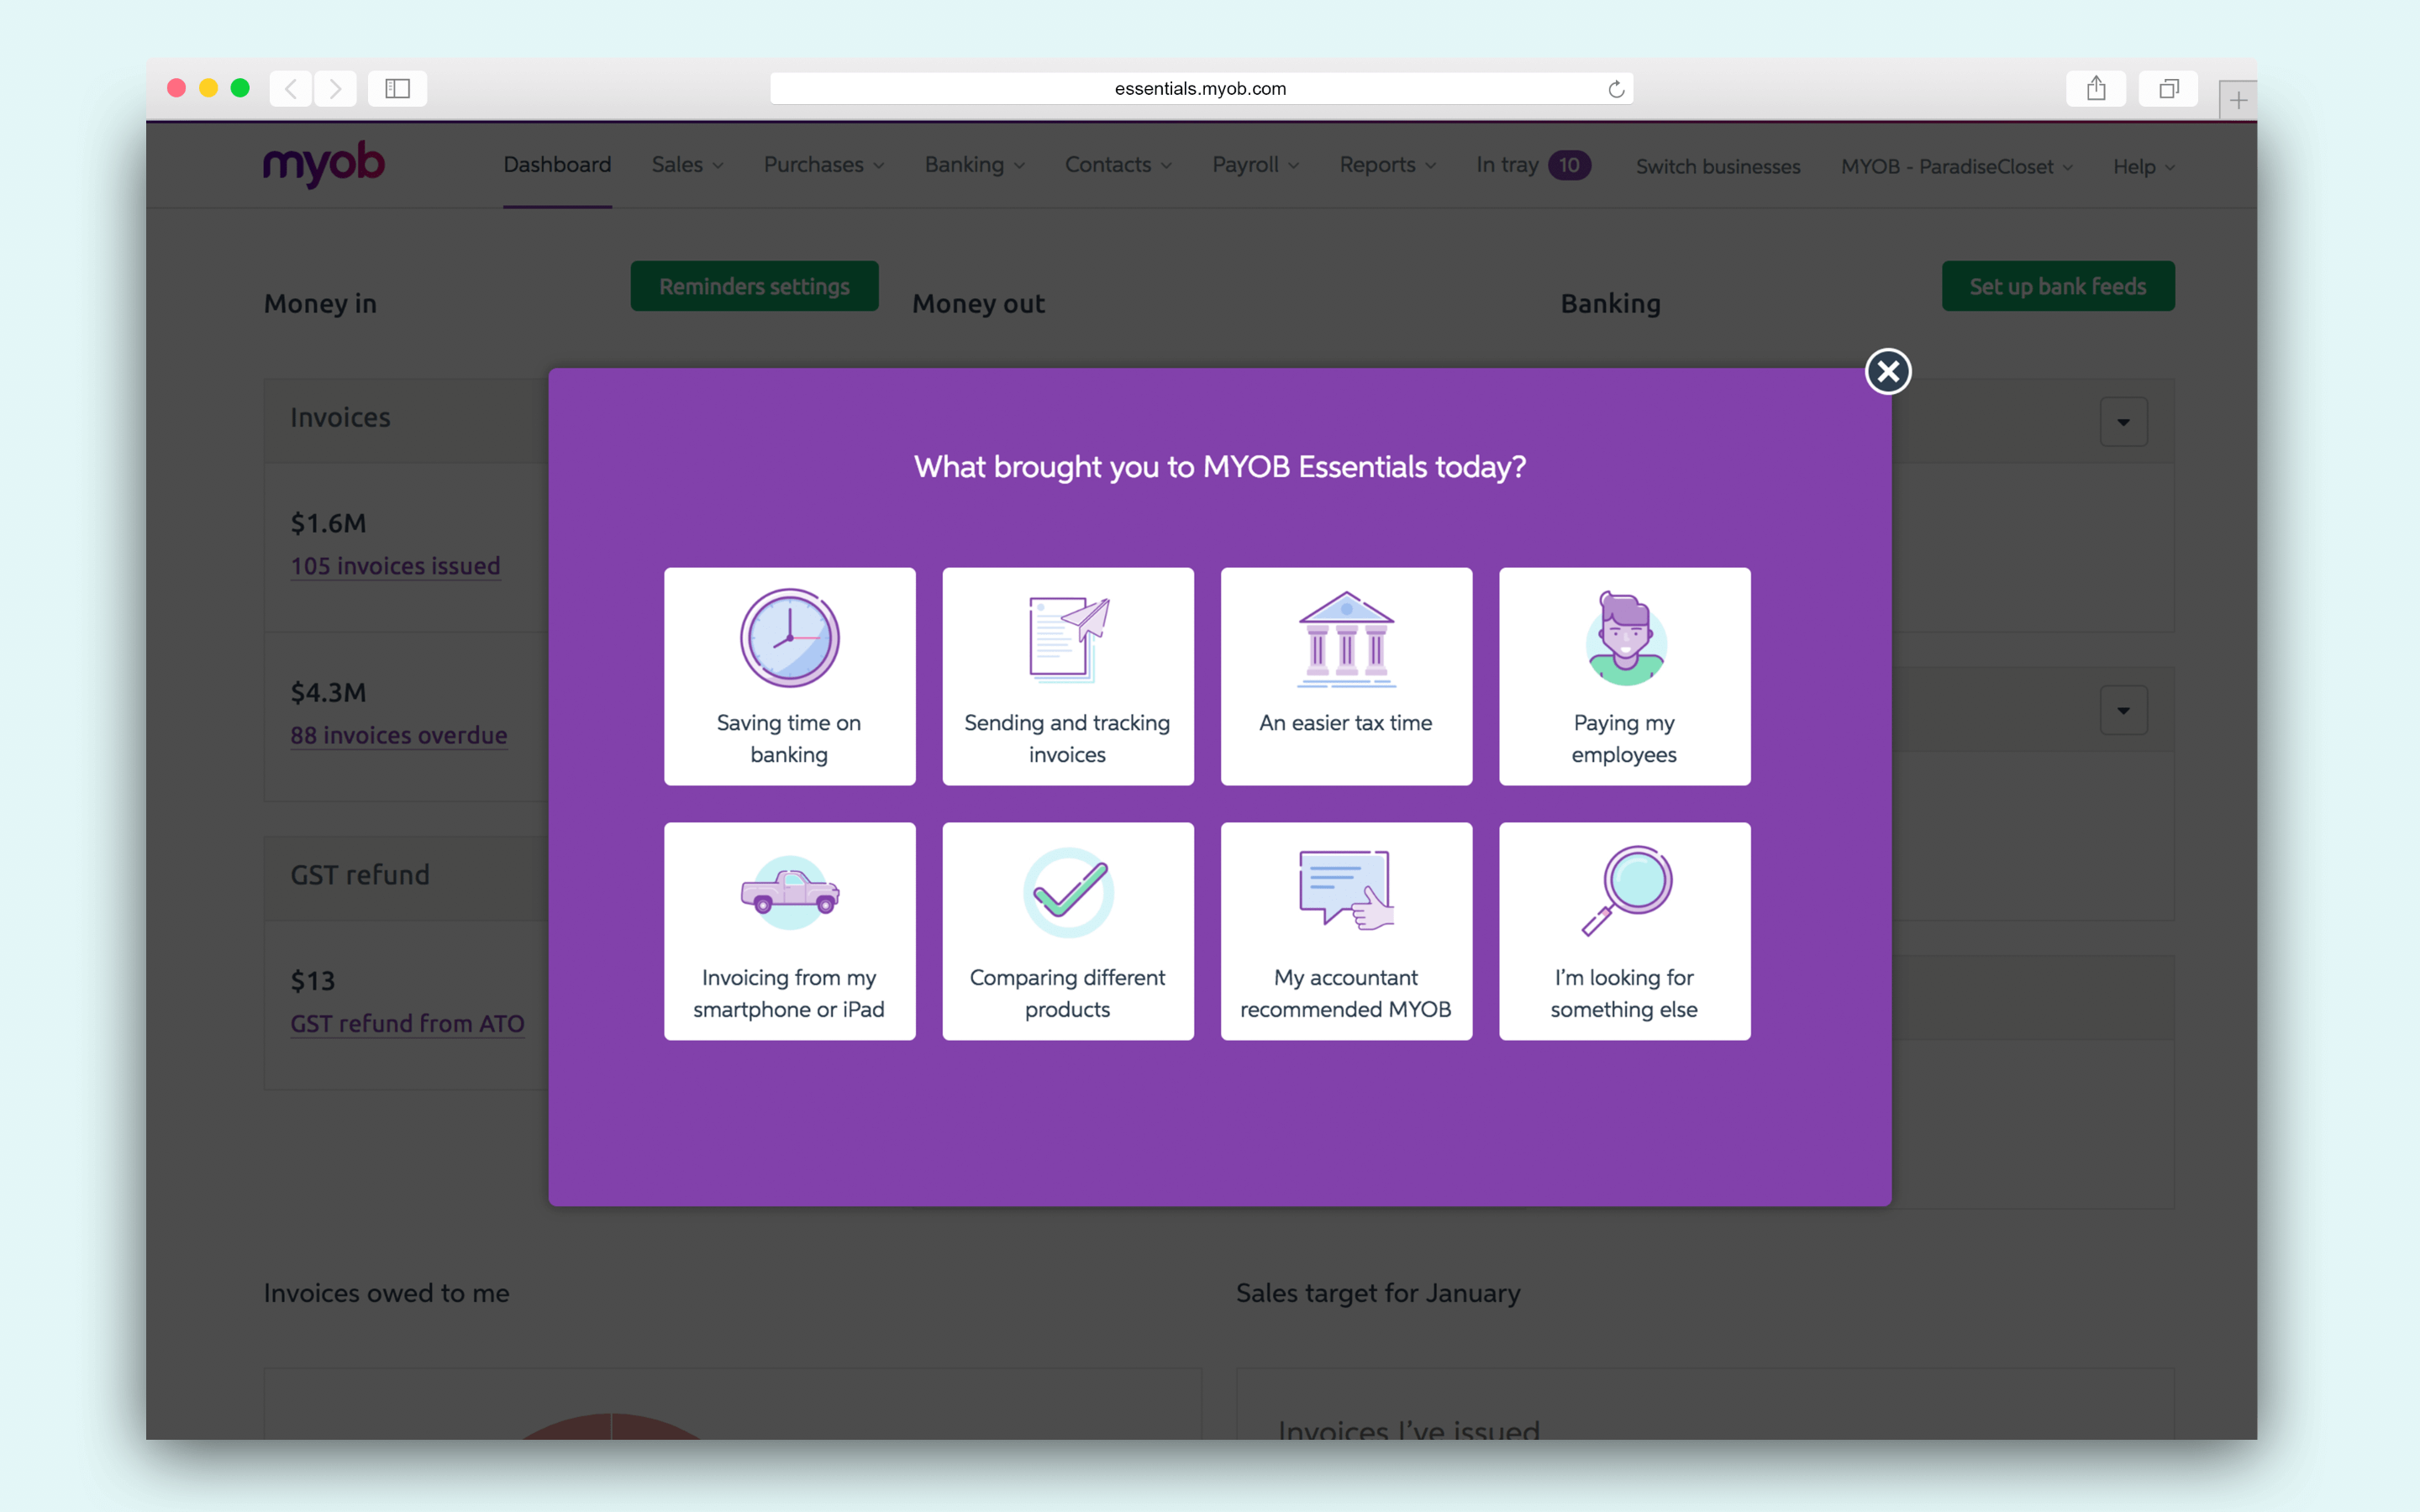 essentials.myob.com
myob
Dashboard Sales Purchases Banking Contacts Payroll Reports In tray 10 Switch businesses MYOB - ParadiseCloset Help
Money in
Reminders settings
Money out
Banking
Set up bank feeds
Invoices
$1.6M
105 invoices issued
$4.3M
88 invoices overdue
GST refund
$13
GST refund from ATO
What brought you to MYOB Essentials today?
Saving time on
banking
Sending and tracking
invoices
An easier tax time
Paying my
employees
Invoicing from my
smartphone or iPad
Comparing different
products
My accountant
recommended MYOB
I'm looking for
something else
Invoices owed to me
Sales target for January
Invoices I've issued